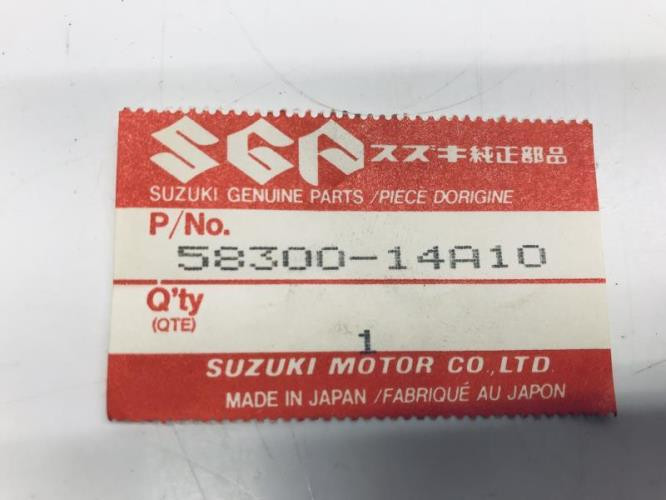 SGP スズキ純正部品
SUZUKI GENUINE PARTS /PIECE DORIGINE
P/No.
58300-14A10
Q'ty
(QTE)
1
SUZUKI MOTOR CO.,LTD.
MADE IN JAPAN /FABRIQUÉ AU JAPON